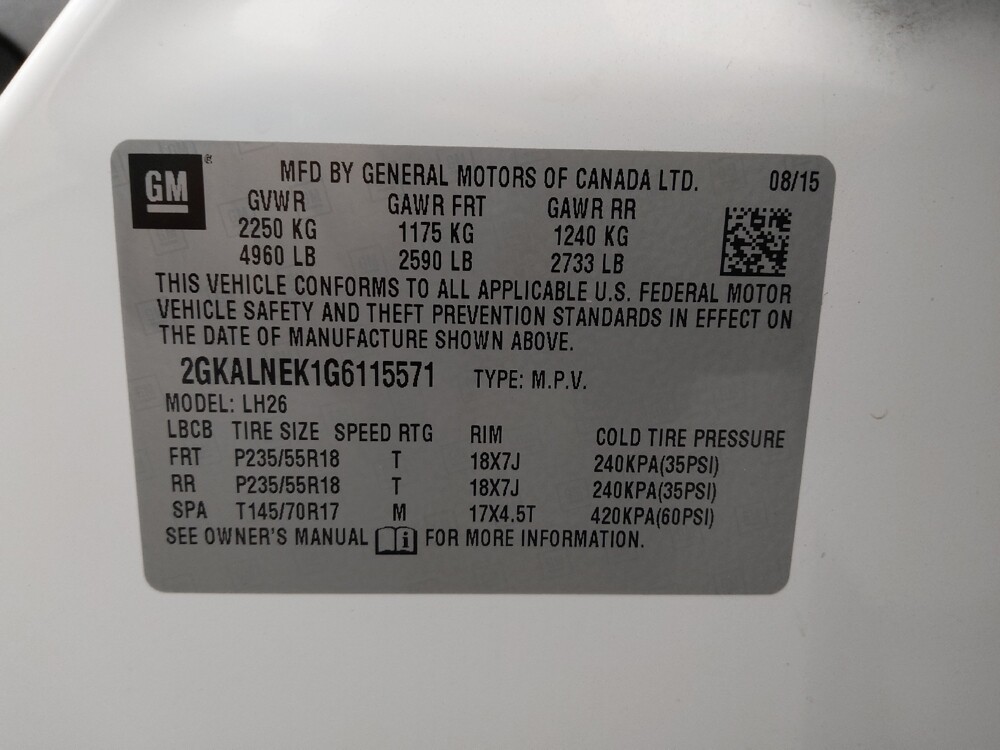 GM ®
MFD BY GENERAL MOTORS OF CANADA LTD. 08/15
GVWR GAWR FRT GAWR RR
2250 KG 1175 KG 1240 KG
4960 LB 2590 LB 2733 LB
THIS VEHICLE CONFORMS TO ALL APPLICABLE U.S. FEDERAL MOTOR
VEHICLE SAFETY AND THEFT PREVENTION STANDARDS IN EFFECT ON
THE DATE OF MANUFACTURE SHOWN ABOVE.
2GKALNEK1G6115571 TYPE: M.P.V.
MODEL: LH26
LBCB TIRE SIZE SPEED RTG RIM COLD TIRE PRESSURE
FRT P235/55R18 T 18X7J 240KPA(35PSI)
RR P235/55R18 T 18X7J 240KPA(35PSI)
SPA T145/70R17 M 17X4.5T 420KPA(60PSI)
SEE OWNER'S MANUAL i FOR MORE INFORMATION.